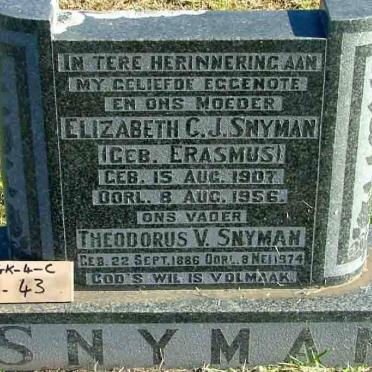 IN TERE HERINNERING AAN
MY GELIEFDE EGGENOTE
EN ONS MOEDER
ELIZABETH C.J. SNYMAN
(GEB. ERASMUS)
GEB. 15 AUG. 1907.
OORL. 8 AUG. 1956.
ONS VADER
THEODORUS V. SNYMAN
GEB. 22 SEPT. 1886 OORL. 8 MEI 1974
GOD'S WIL IS VOLMAAK
K-4-C
43
SNYMAN